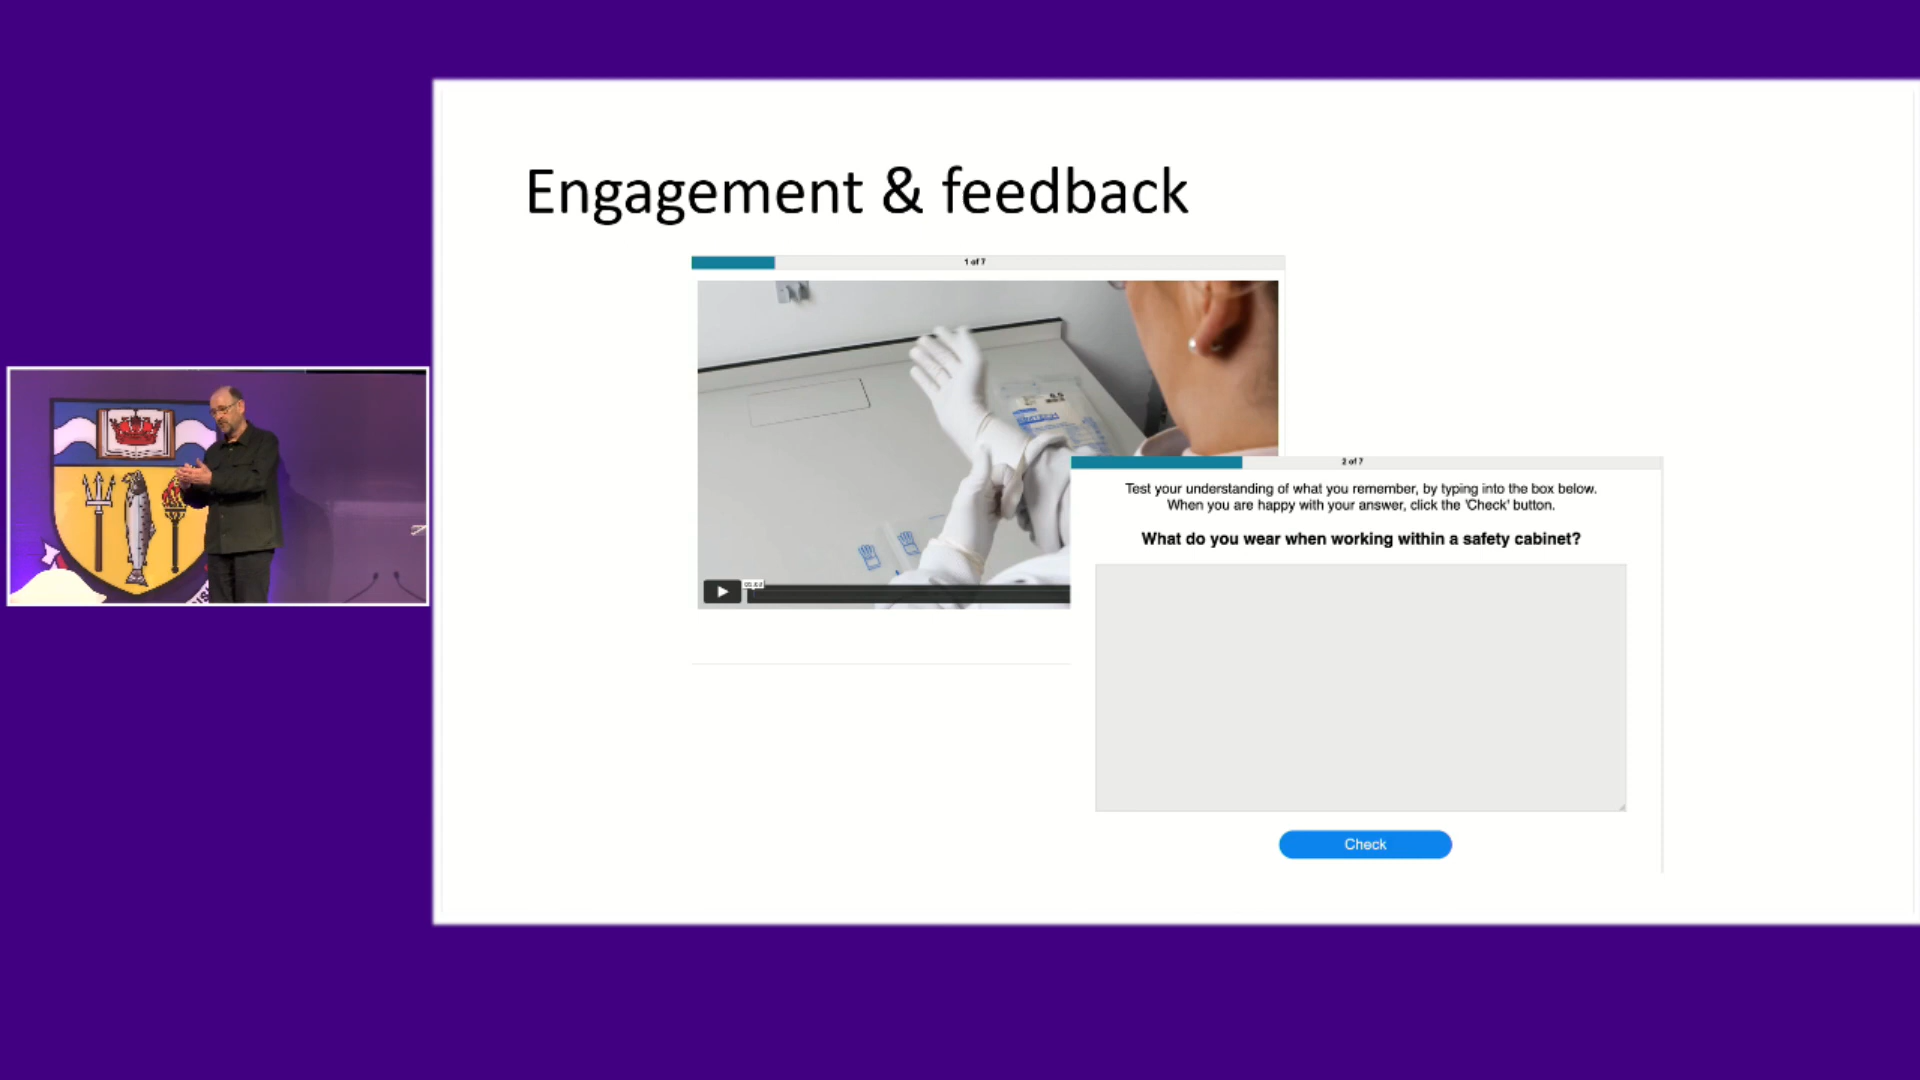 Engagement & feedback
1 of 7
2 of 7
Test your understanding of what you remember, by typing into the box below.
When you are happy with your answer, click the 'Check' button.
What do you wear when working within a safety cabinet?
Check